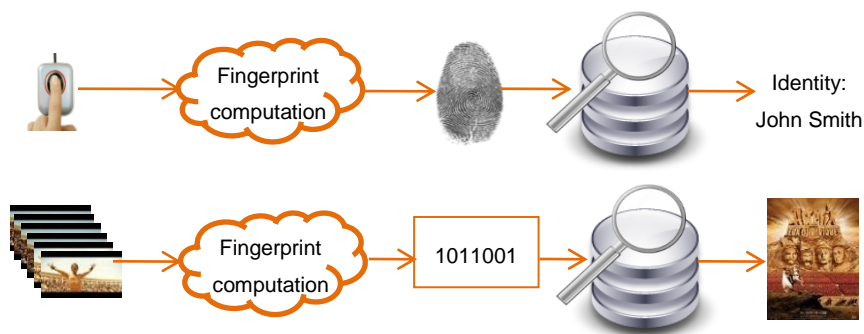 Fingerprint
computation
Identity:
John Smith
Fingerprint
computation
1011001